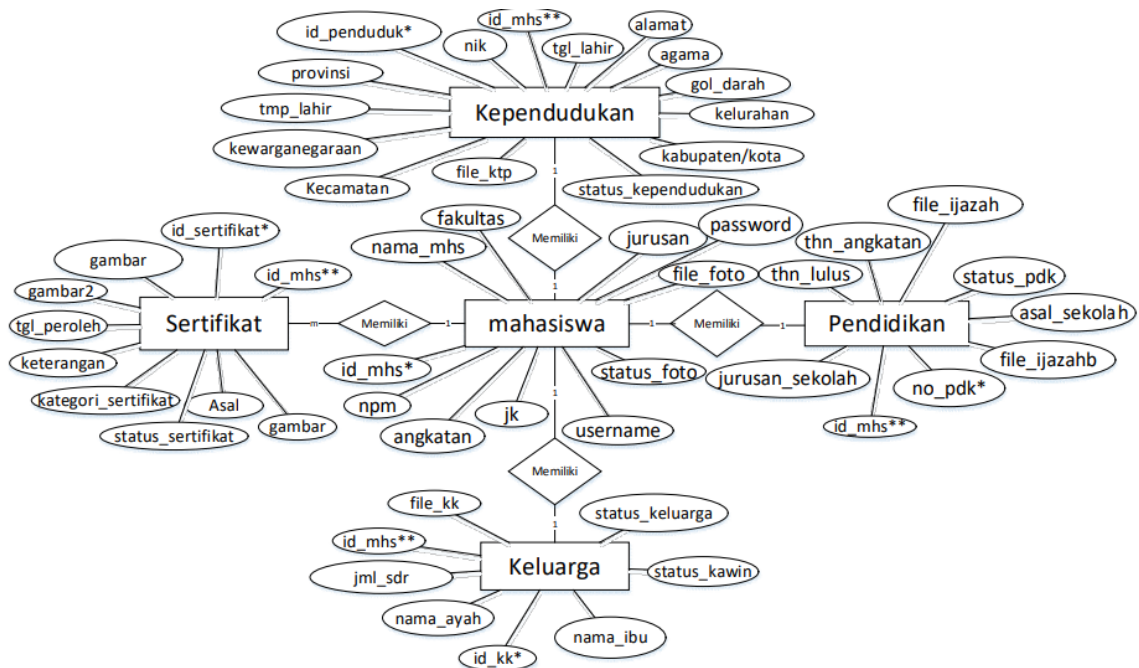 id_mhs**
alamat
id_penduduk*
nik
tgl_lahir
agama
provinsi
gol_darah
tmp_lahir
Kependudukan
kelurahan
kewarganegaraan
kabupaten/kota
file_ktp
Kecamatan
status_kependudukan
1
file_ijazah
fakultas
password
id_sertifikat*
Memiliki
jurusan
thn_angkatan
nama_mhs
gambar
id_mhs**
file_foto
thn_lulus
status_pdk
gambar2
1
tgl_peroleh
Sertifikat
m
Memiliki
1
mahasiswa
1
Memiliki
1
Pendidikan
asal_sekolah
keterangan
id_mhs*
status_foto
jurusan_sekolah
file_ijazahb
kategori_sertifikat
Asal
npm
jk
1
no_pdk*
gambar
status_sertifikat
angkatan
username
id_mhs**
Memiliki
file_kk
status_keluarga
1
id_mhs**
Keluarga
jml_sdr
status_kawin
nama_ayah
nama_ibu
id_kk*